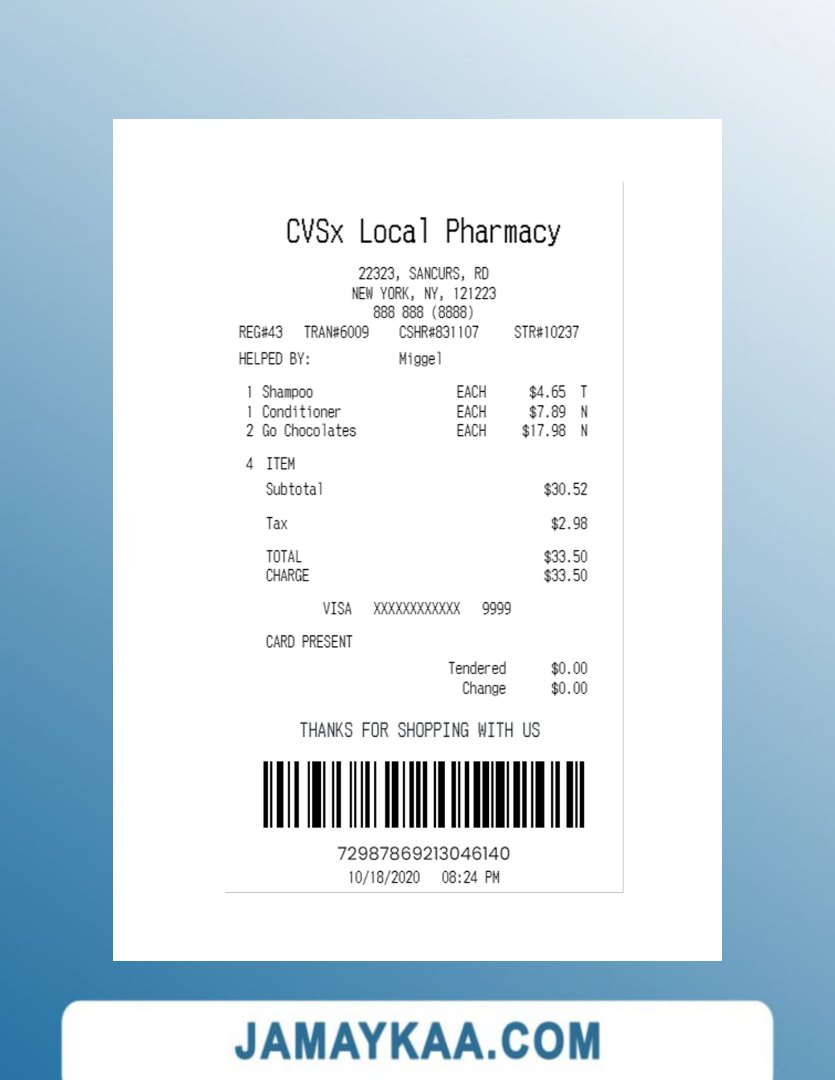 CVSx Local Pharmacy
22323, SANCURS, RD
NEW YORK, NY, 121223
888 888 (8888)
REG#43 TRAN#6009 CSHR#831107 STR#10237
HELPED BY: Miggel
1 Shampoo EACH $4.65 T
1 Conditioner EACH $7.89 N
2 Go Chocolates EACH $17.98 N
4 ITEM
Subtotal $30.52
Tax $2.98
TOTAL $33.50
CHARGE $33.50
VISA XXXXXXXXXXXX 9999
CARD PRESENT
Tendered $0.00
Change $0.00
THANKS FOR SHOPPING WITH US
72987869213046140
10/18/2020 08:24 PM
JAMAYKAA.COM